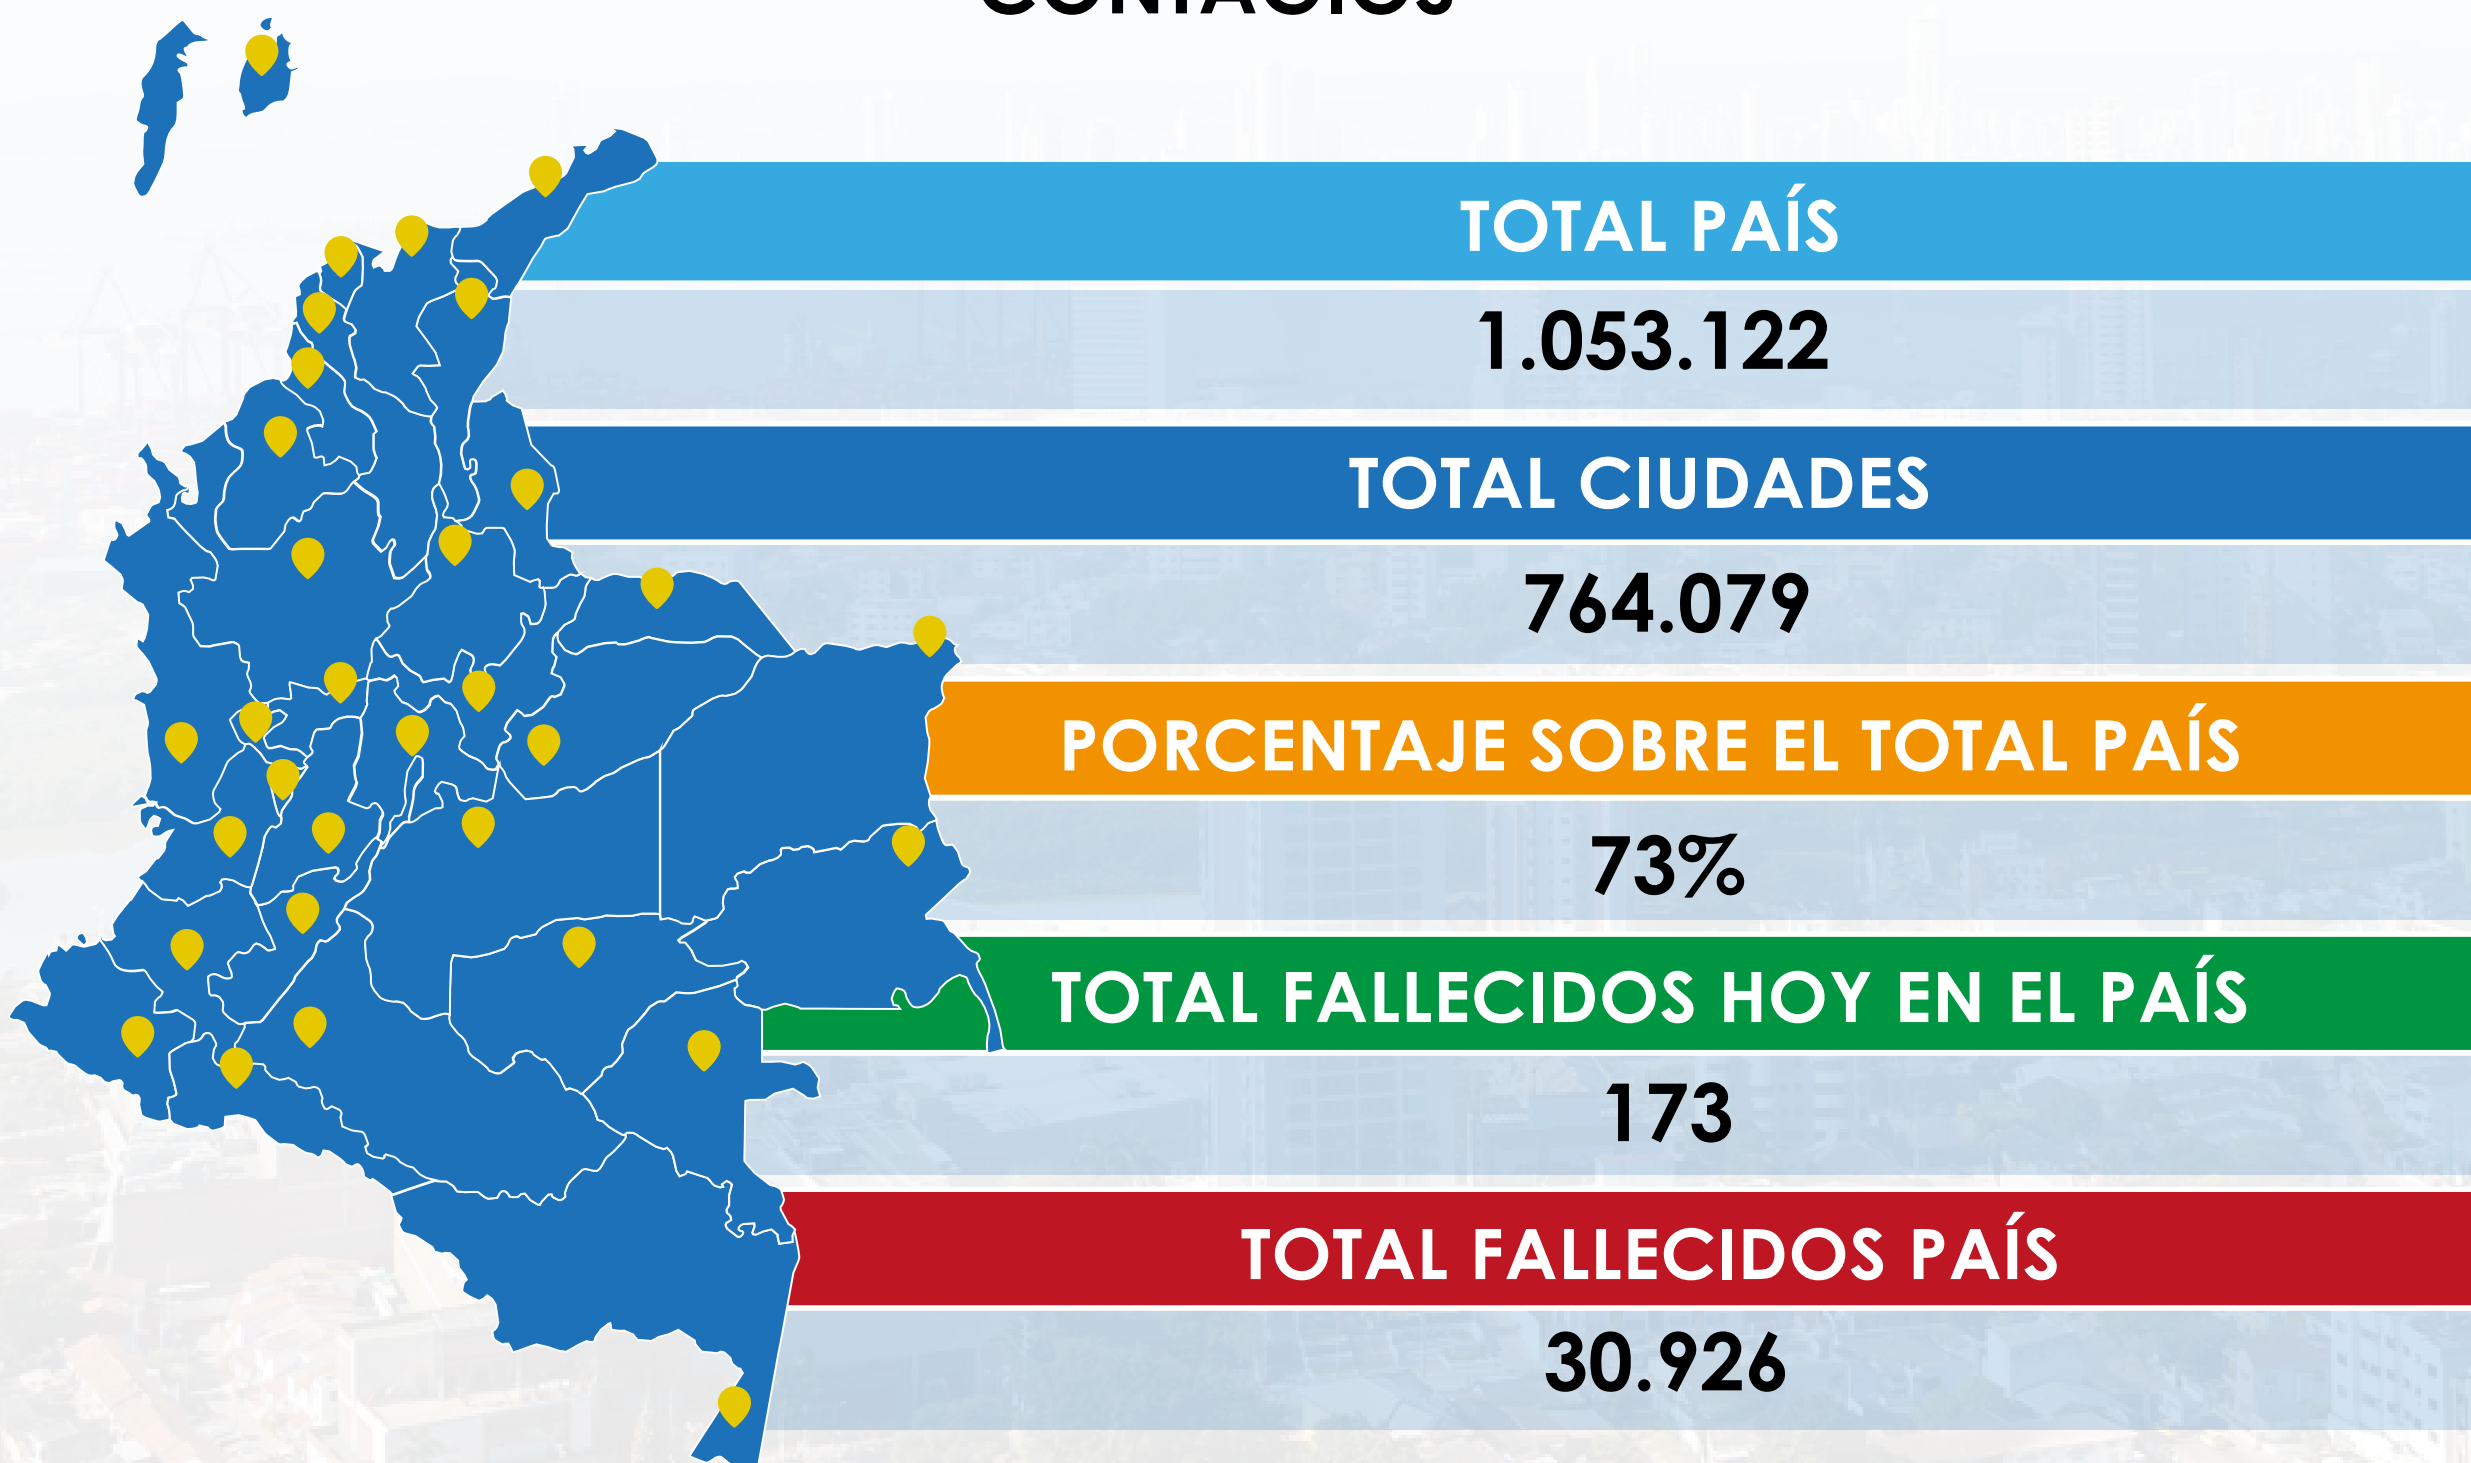 CONTAGIOS
TOTAL PAÍS
1.053.122
TOTAL CIUDADES
764.079
PORCENTAJE SOBRE EL TOTAL PAÍS
73%
TOTAL FALLECIDOS HOY EN EL PAÍS
173
TOTAL FALLECIDOS PAÍS
30.926